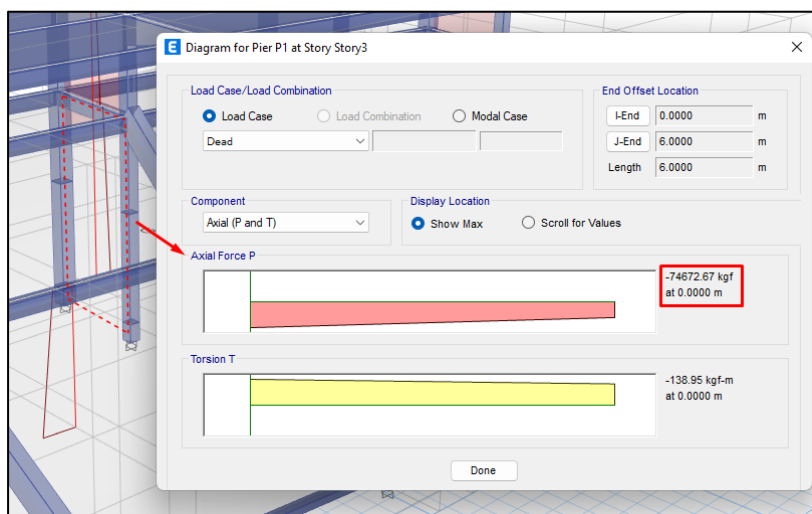 E Diagram for Pier P1 at Story Story3
Load Case/Load Combination
Load Case Load Combination Modal Case
Dead
End Offset Location
I-End 0.0000 m
J-End 6.0000 m
Length 6.0000 m
Component
Axial (P and T)
Display Location
Show Max Scroll for Values
Axial Force P
-74672.67 kgf
at 0.0000 m
Torsion T
-138.95 kgf-m
at 0.0000 m
Done